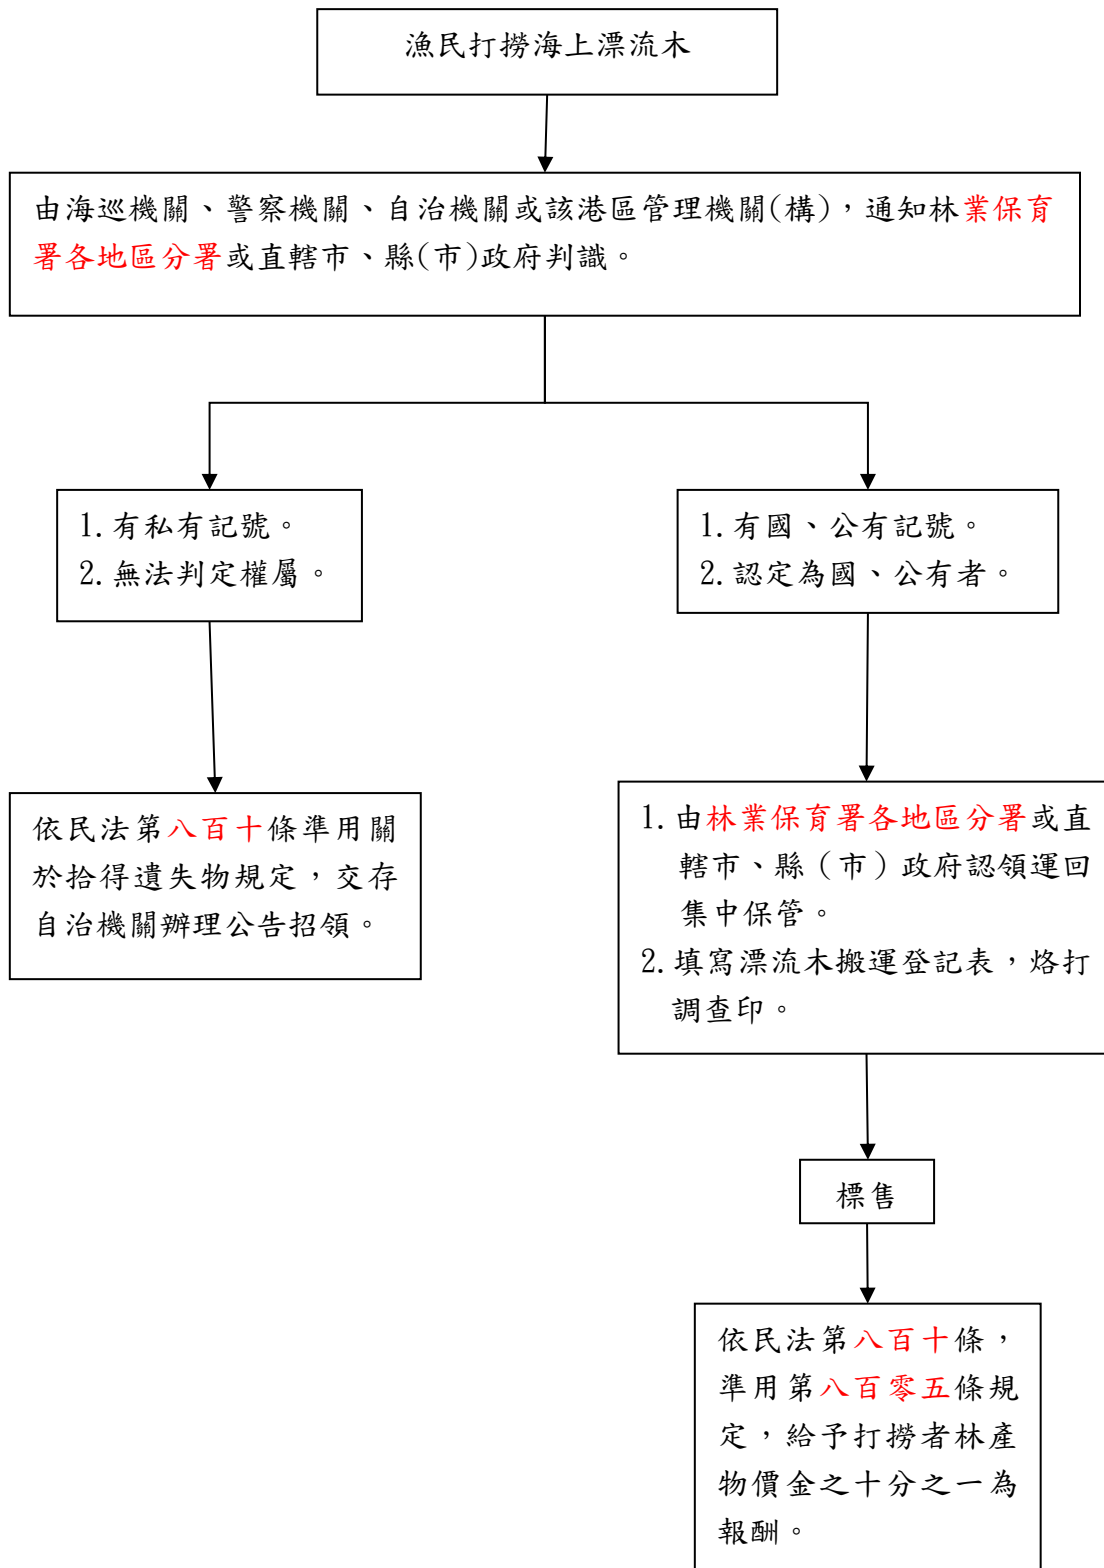 漁民打撈海上漂流木
由海巡機關、警察機關、自治機關或該港區管理機關(構)，通知林業保育
署各地區分署或直轄市、縣(市)政府判識。
1.有私有記號。
2.無法判定權屬。
1.有國、公有記號。
2.認定為國、公有者。
依民法第八百十條準用關
於拾得遺失物規定，交存
自治機關辦理公告招領。
1.由林業保育署各地區分署或直
轄市、縣（市）政府認領運回
集中保管。
2.填寫漂流木搬運登記表，烙打
調查印。
標售
依民法第八百十條，
準用第八百零五條規
定，給予打撈者林產
物價金之十分之一為
報酬。